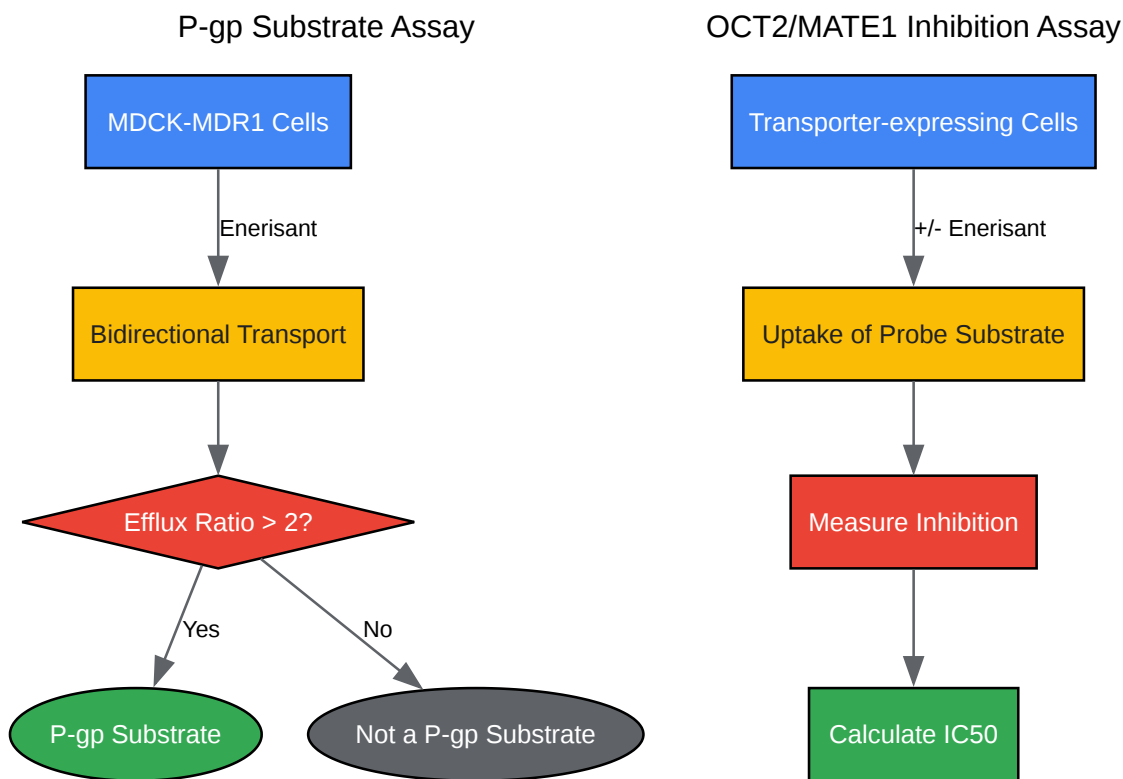 P-gp Substrate Assay
MDCK-MDR1 Cells
Enerisant
Bidirectional Transport
Efflux Ratio > 2?
Yes
No
P-gp Substrate
Not a P-gp Substrate
OCT2/MATE1 Inhibition Assay
Transporter-expressing Cells
+/- Enerisant
Uptake of Probe Substrate
Measure Inhibition
Calculate IC50